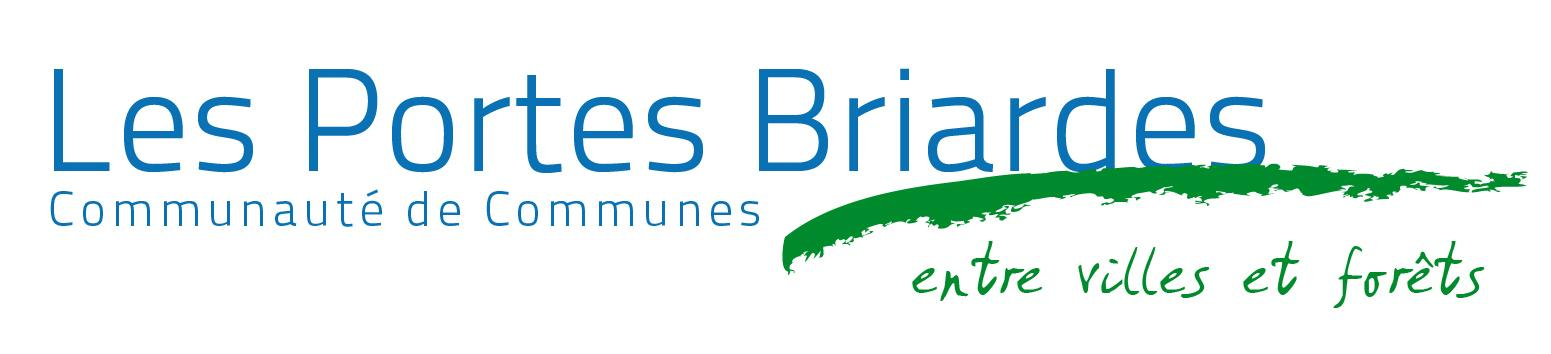 Les Portes Briardes
Communauté de Communes
entre villes et forêts